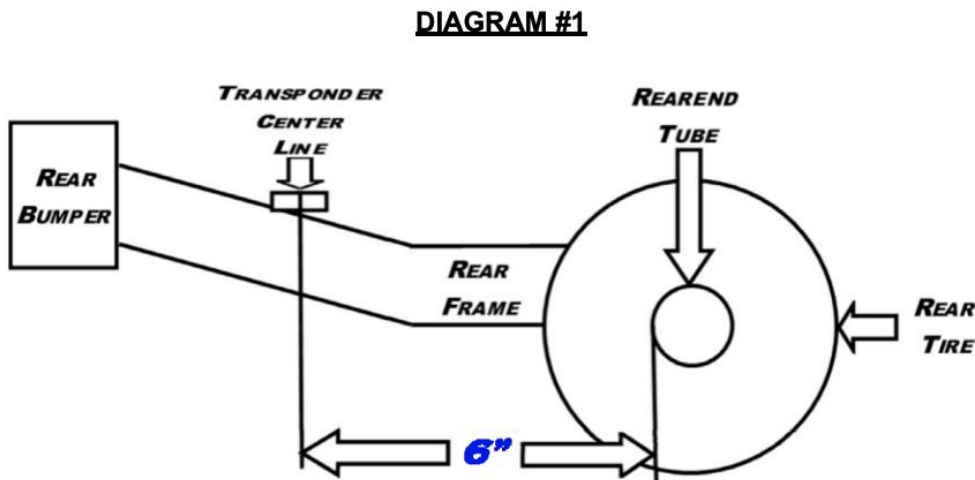 DIAGRAM #1
TRANSPONDER
CENTER
LINE
REAREND
TUBE
REAR
BUMPER
REAR
FRAME
REAR
TIRE
6”